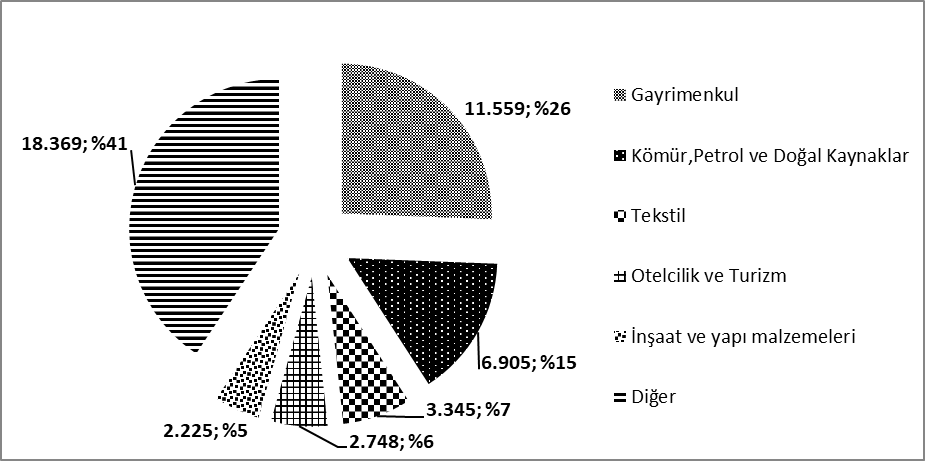 11.559; %26
18.369; %41
6.905; %15
3.345; %7
2.748; %6
2.225; %5
Gayrimenkul
Kömür,Petrol ve Doğal Kaynaklar
Tekstil
Otelcilik ve Turizm
İnşaat ve yapı malzemeleri
Diğer